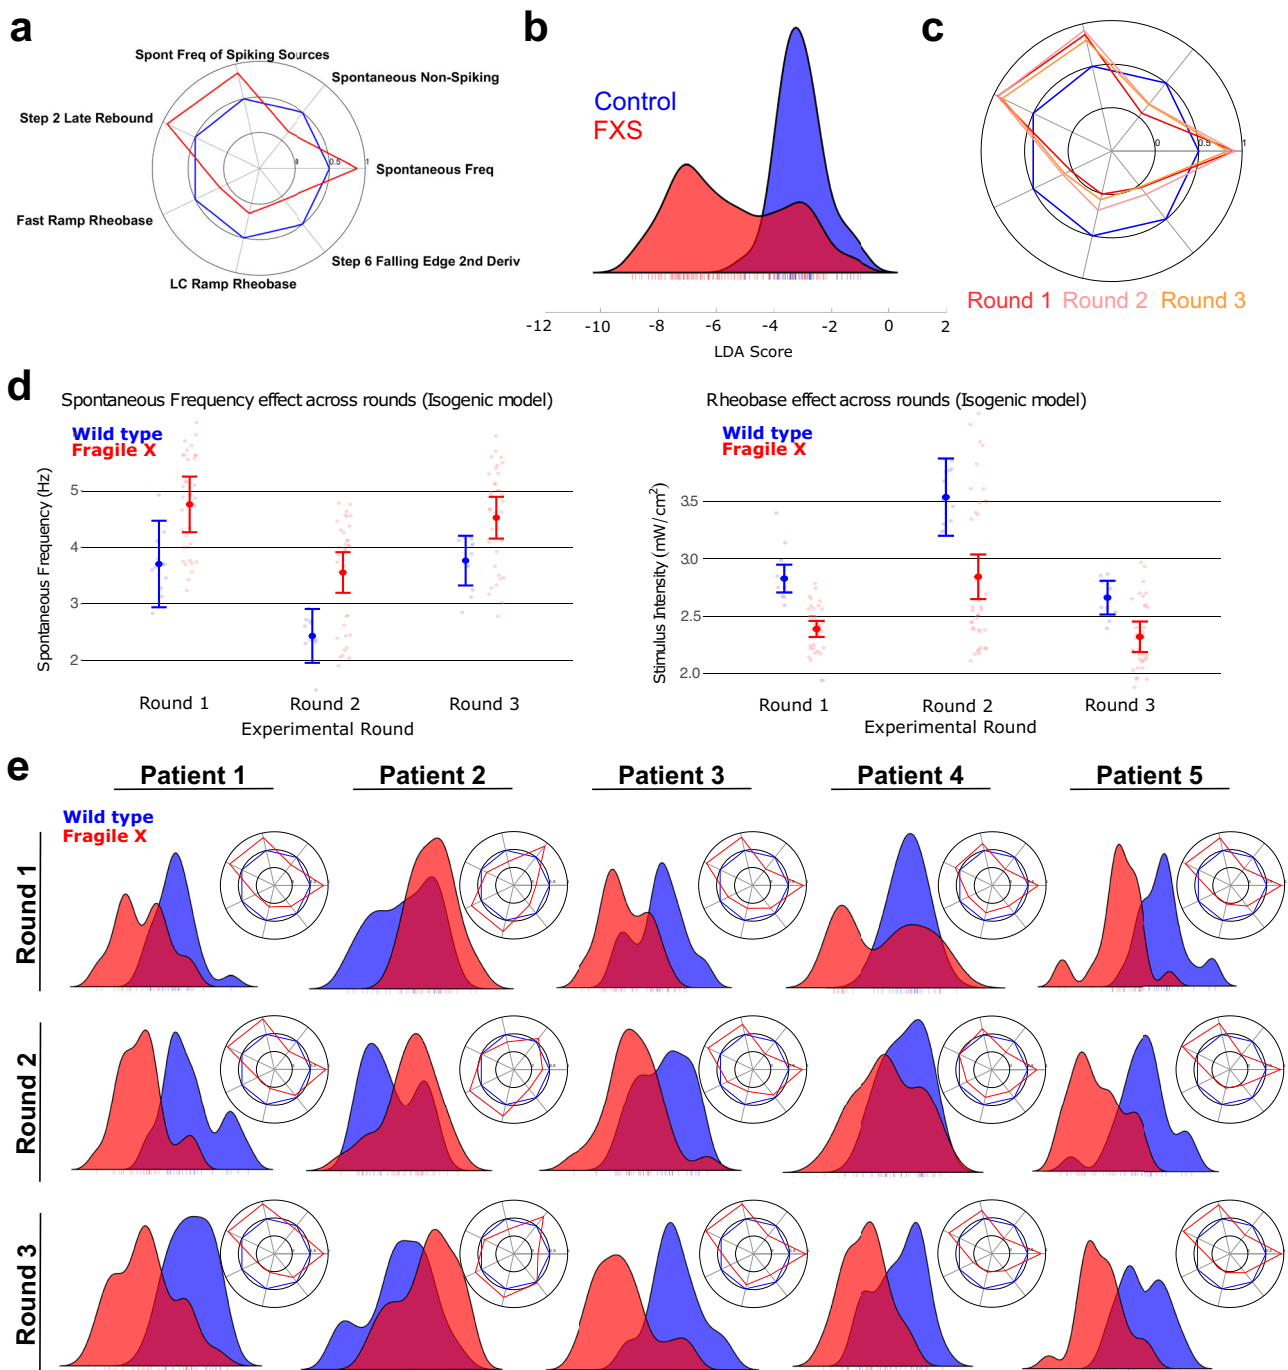 a
Spont Freq of Spiking Sources
Spontaneous Non-Spiking
Step 2 Late Rebound
0 0.5 1
Spontaneous Freq
Fast Ramp Rheobase
Step 6 Falling Edge 2nd Deriv
LC Ramp Rheobase
b
Control
FXS
-12 -10 -8 -6 -4 -2 0 2
LDA Score
c
0 0.5 1
Round 1 Round 2 Round 3
d
Spontaneous Frequency effect across rounds (Isogenic model)
Wild type
Fragile X
Spontaneous Frequency (Hz)
5
4
3
2
Round 1 Round 2 Round 3
Experimental Round
Rheobase effect across rounds (Isogenic model)
Wild type
Fragile X
Stimulus Intensity (mW/cm²)
3.5
3.0
2.5
2.0
Round 1 Round 2 Round 3
Experimental Round
e
Patient 1 Patient 2 Patient 3 Patient 4 Patient 5
Wild type
Fragile X
Round 1
Round 2
Round 3